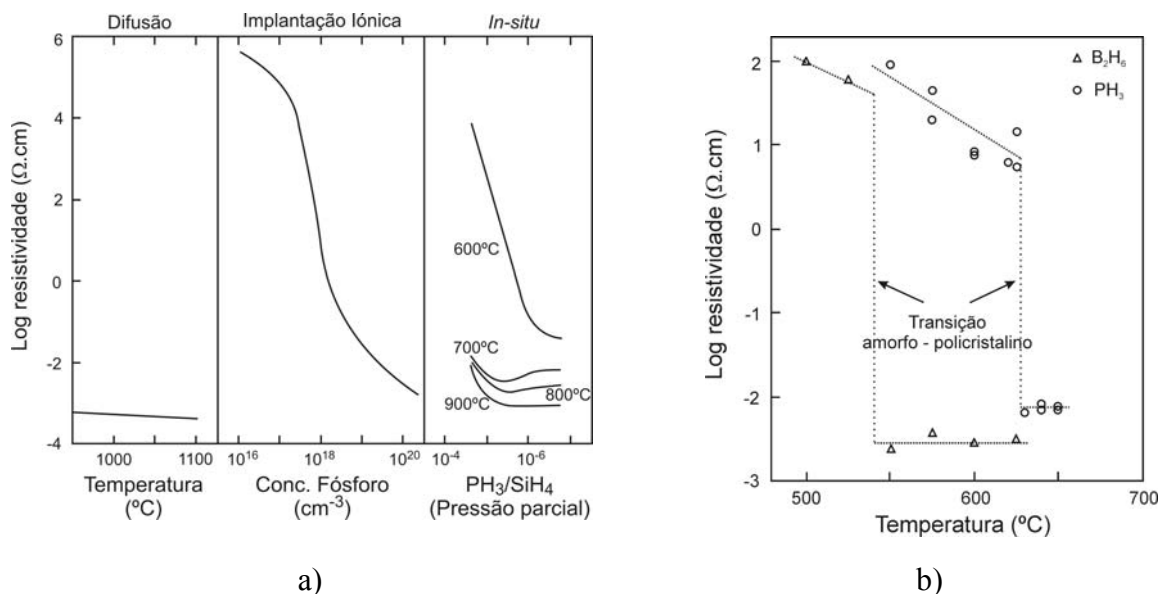 Difusão
Implantação Iónica
In-situ
Log resistividade (Ω.cm)
6
4
2
0
-2
-4
600ºC
700ºC
800ºC
900ºC
1000
1100
10^16
10^18
10^20
10^-4
10^-6
Temperatura
(ºC)
Conc. Fósforo
(cm^-3)
PH₃/SiH₄
(Pressão parcial)
a)
Log resistividade (Ω.cm)
2
1
0
-1
-2
-3
B₂H₆
PH₃
Transição
amorfo - policristalino
500
600
700
Temperatura (ºC)
b)